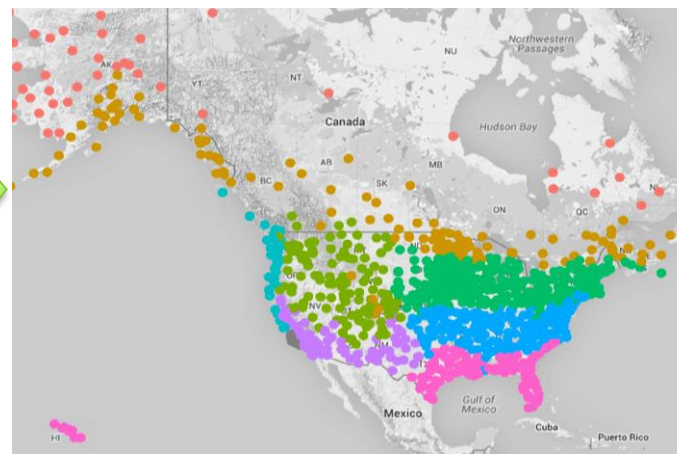 Northwestern
Passages
NU
AK
YT
NT
Canada
Hudson Bay
AB
MB
BC
SK
ON
QC
NV
Gulf of
Mexico
Mexico
Cuba
Puerto Rico
HI